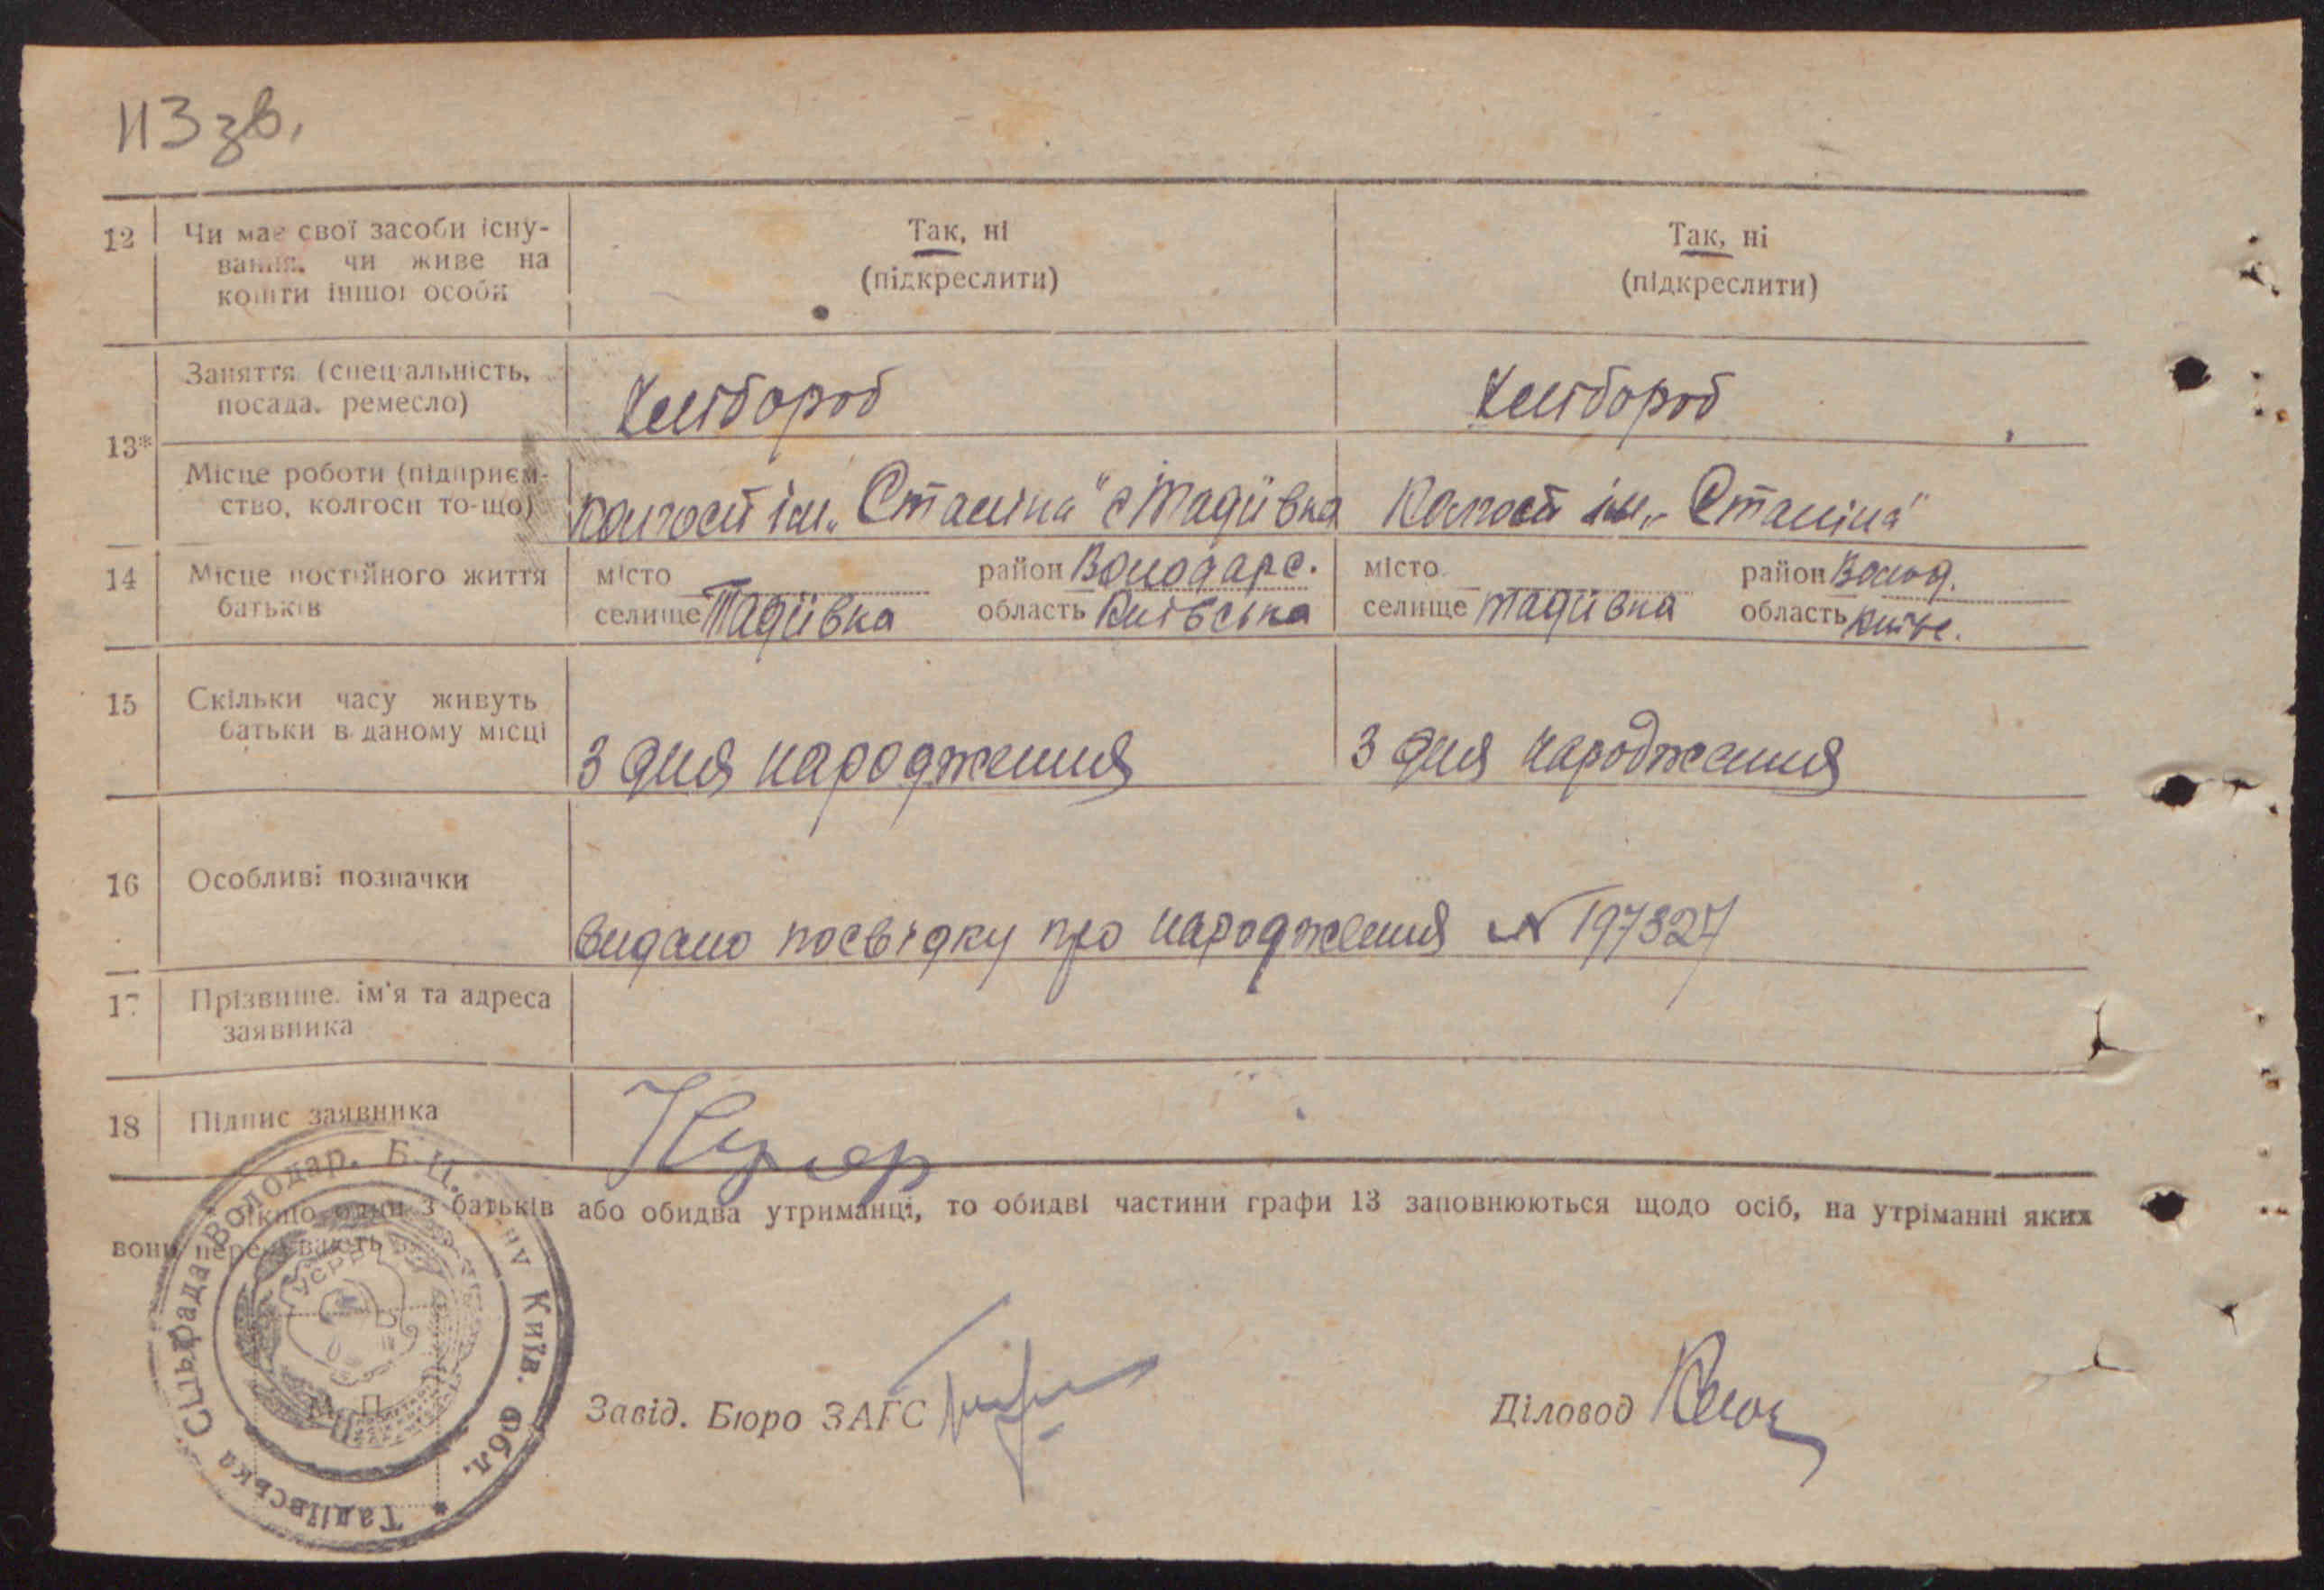 113 зв.
12 Чи має свої засоби існу-
вання, чи живе на
кошти іншої особи
Так, ні
(підкреслити)
Так, ні
(підкреслити)
13*
Заняття (спеціальність,
посада, ремесло)
Хлібороб
Хлібороб
Місце роботи (підприєм-
ство, колгосп то-що)
колгосп ім. „Сталіна" с Тадіївка
Колгосп ім. „Сталіна"
14 Місце постійного життя
батьків
місто район Володарс.
селище Тадіївка область Київська
місто район Волод.
селище Тадіївка область Київс.
15 Скільки часу живуть
батьки в даному місці
З дня народження
З дня народження
16 Особливі позначки
видано посвідку про народження № 197327
17 Прізвище, ім'я та адреса
заявника
18 Підпис заявника
Якщо один з батьків або обидва утриманці, то обидві частини графи 13 заповнюються щодо осіб, на утріманні яких
вони перебувають
Тадіївська Сільрада Володар. Б-Ц. Київ. Обл.
УСРР
М. П.
Завід. Бюро ЗАГС
Діловод